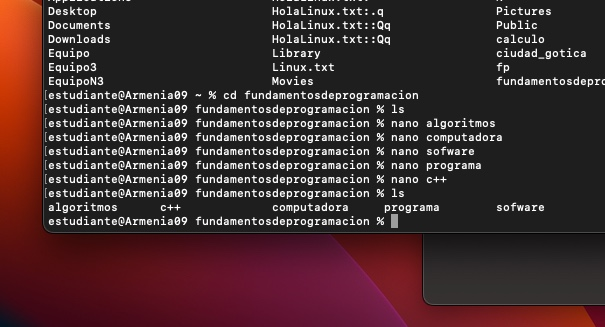 Desktop HolaLinux.txt:.q Pictures
Documents HolaLinux.txt::Qq Public
Downloads HolaLinux.txt::Qq calculo
Equipo Library ciudad_gotica
Equipo3 Linux.txt fp
EquipoN3 Movies fundamentosdepro
[estudiante@Armenia09 ~ % cd fundamentosdeprogramacion
[estudiante@Armenia09 fundamentosdeprogramacion % ls
[estudiante@Armenia09 fundamentosdeprogramacion % nano algoritmos
[estudiante@Armenia09 fundamentosdeprogramacion % nano computadora
[estudiante@Armenia09 fundamentosdeprogramacion % nano sofware
[estudiante@Armenia09 fundamentosdeprogramacion % nano programa
[estudiante@Armenia09 fundamentosdeprogramacion % nano c++
[estudiante@Armenia09 fundamentosdeprogramacion % ls
algoritmos c++ computadora programa sofware
estudiante@Armenia09 fundamentosdeprogramacion %